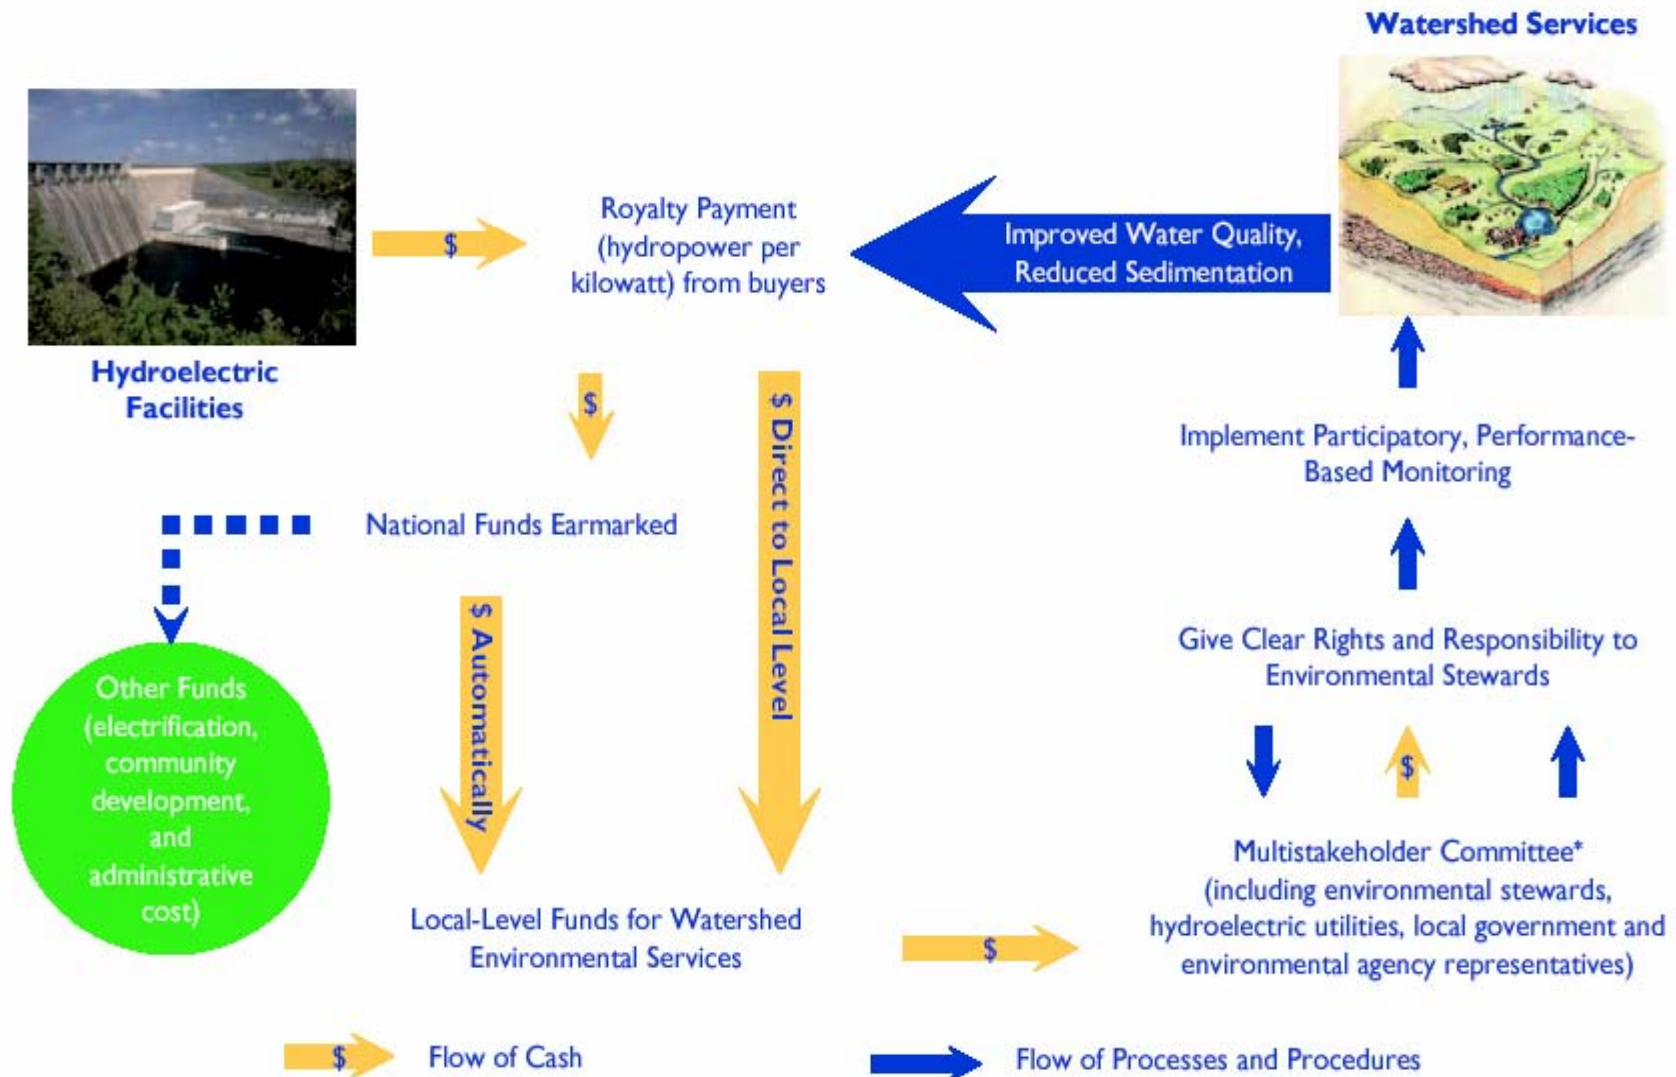 Watershed Services
Hydroelectric
Facilities
$
Royalty Payment
(hydropower per
kilowatt) from buyers
Improved Water Quality,
Reduced Sedimentation
$
$ Direct to Local Level
National Funds Earmarked
$ Automatically
Other Funds
(electrification,
community
development,
and
administrative
cost)
Local-Level Funds for Watershed
Environmental Services
$
Implement Participatory, Performance-
Based Monitoring
Give Clear Rights and Responsibility to
Environmental Stewards
$
Multistakeholder Committee*
(including environmental stewards,
hydroelectric utilities, local government and
environmental agency representatives)
$ Flow of Cash
Flow of Processes and Procedures